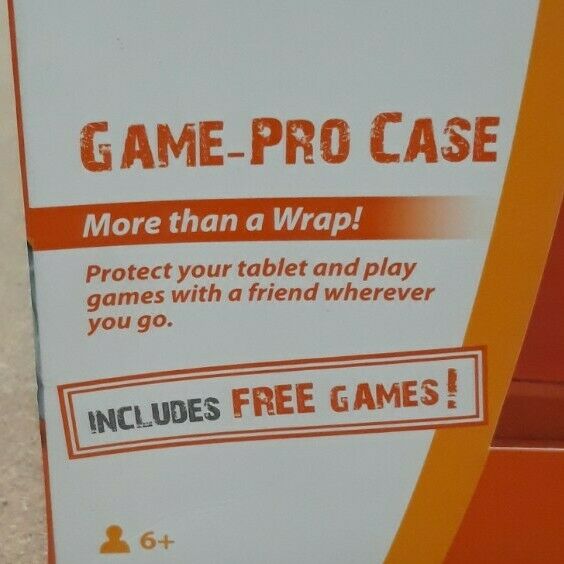 GAME-PRO CASE
More than a Wrap!
Protect your tablet and play
games with a friend wherever
you go.
INCLUDES FREE GAMES!
6+